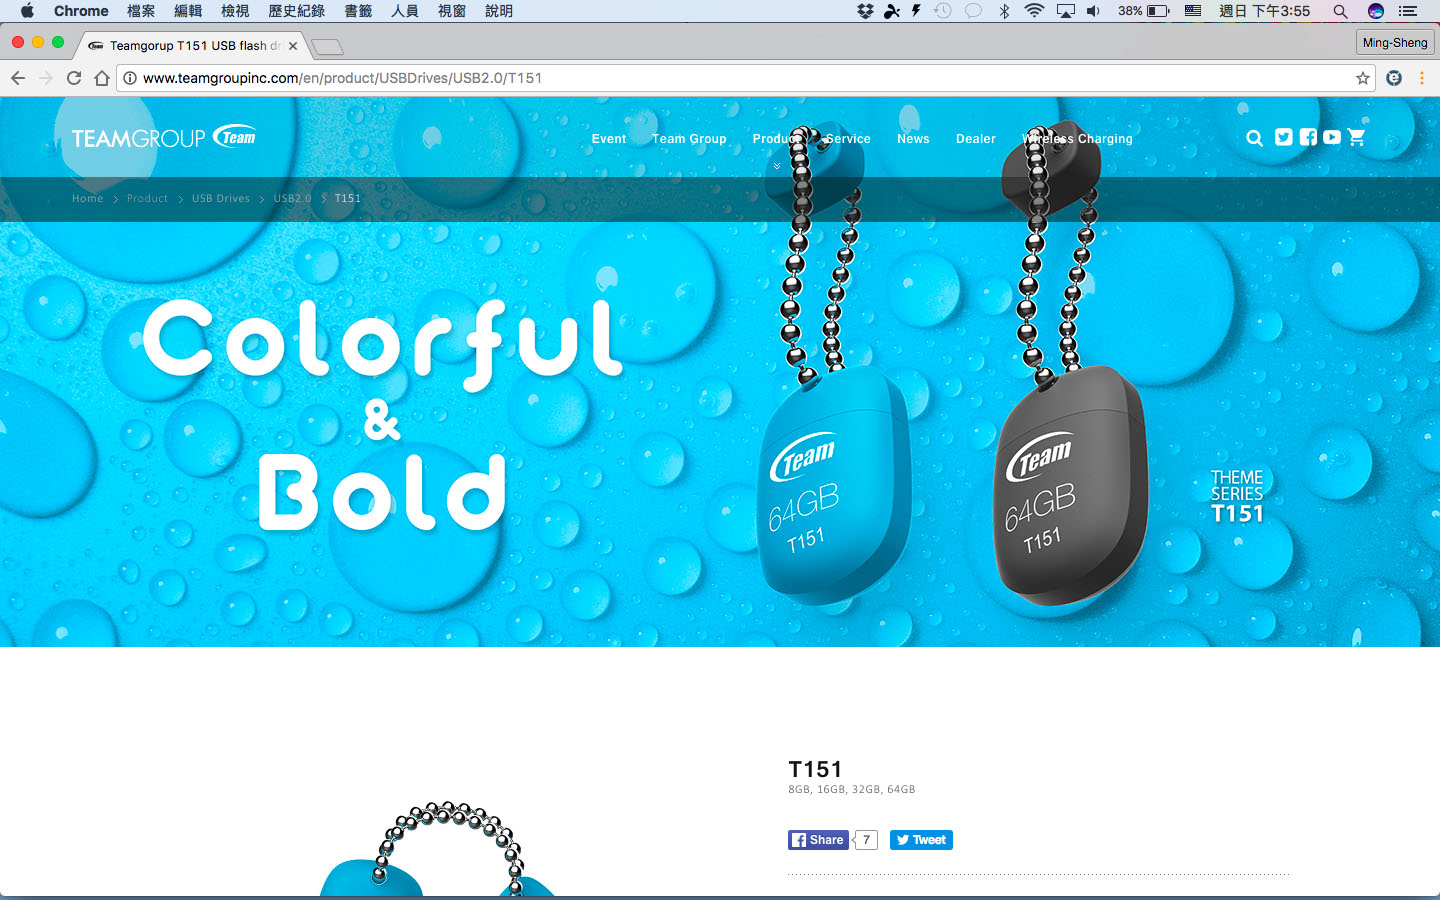 Chrome 檔案 編輯 檢視 歷史紀錄 書籤 人員 視窗 說明 38% 週日 下午3:55
Teamgorup T151 USB flash dr
Ming-Sheng
www.teamgroupinc.com/en/product/USBDrives/USB2.0/T151
TEAMGROUP Team
Event Team Group Product Service News Dealer Wireless Charging
Home > Product > USB Drives > USB2.0 > T151
Colorful
&
Bold
Team
64GB
T151
Team
64GB
T151
THEME
SERIES
T151
T151
8GB, 16GB, 32GB, 64GB
Share 7 Tweet